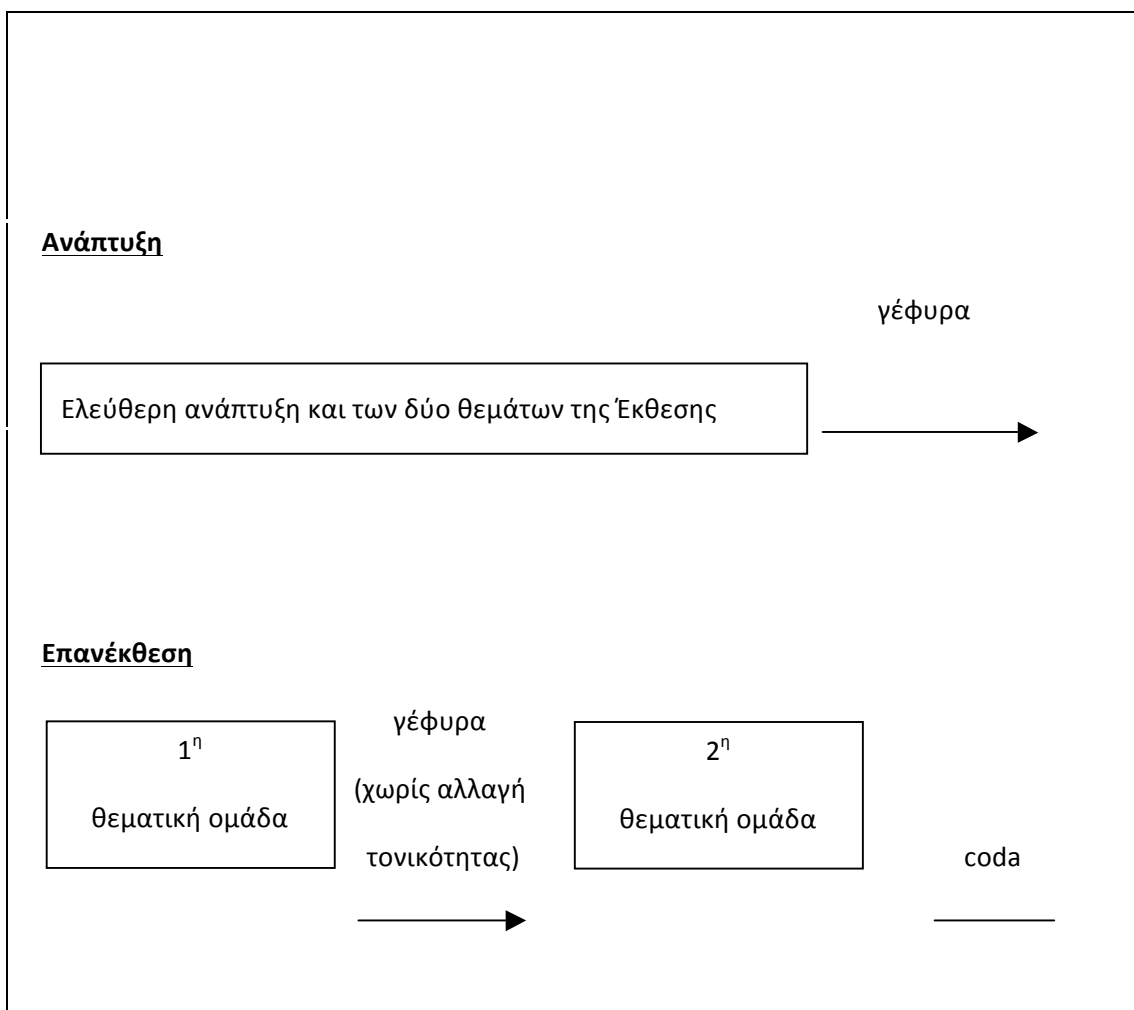 Ανάπτυξη
γέφυρα
Ελεύθερη ανάπτυξη και των δύο θεμάτων της Έκθεσης
Επανέκθεση
1η
θεματική ομάδα
γέφυρα
(χωρίς αλλαγή
τονικότητας)
2η
θεματική ομάδα
coda